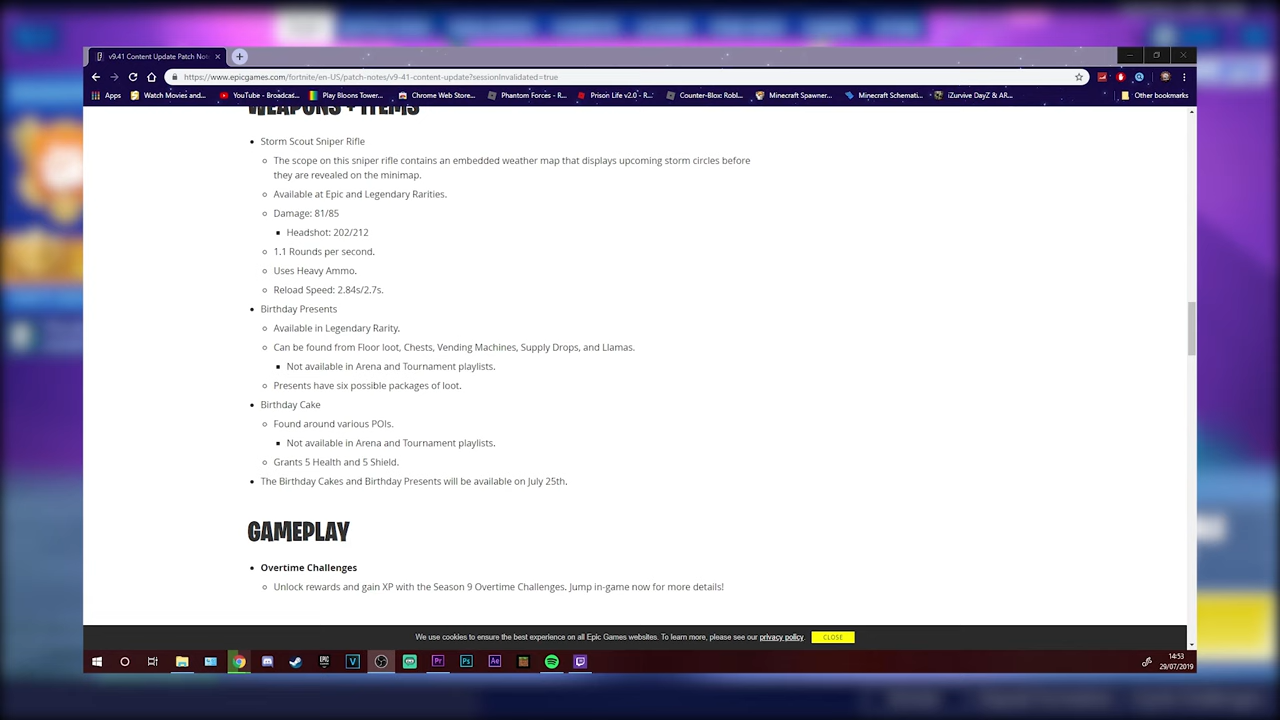 v9.41 Content Update Patch Not
https://www.epicgames.com/fortnite/en-US/patch-notes/v9-41-content-update?sessionInvalidated=true
Apps Watch Movies and... YouTube - Broadcas... Play Bloons Tower... Chrome Web Store... Phantom Forces - R... Prison Life v2.0 - R... Counter-Blox: Robl... Minecraft Spawner... Minecraft Schemati... iZurvive DayZ & AR... Other bookmarks
WEAPONS + ITEMS
Storm Scout Sniper Rifle
The scope on this sniper rifle contains an embedded weather map that displays upcoming storm circles before
they are revealed on the minimap.
Available at Epic and Legendary Rarities.
Damage: 81/85
Headshot: 202/212
1.1 Rounds per second.
Uses Heavy Ammo.
Reload Speed: 2.84s/2.7s.
Birthday Presents
Available in Legendary Rarity.
Can be found from Floor loot, Chests, Vending Machines, Supply Drops, and Llamas.
Not available in Arena and Tournament playlists.
Presents have six possible packages of loot.
Birthday Cake
Found around various POIs.
Not available in Arena and Tournament playlists.
Grants 5 Health and 5 Shield.
The Birthday Cakes and Birthday Presents will be available on July 25th.
GAMEPLAY
Overtime Challenges
Unlock rewards and gain XP with the Season 9 Overtime Challenges. Jump in-game now for more details!
We use cookies to ensure the best experience on all Epic Games websites. To learn more, please see our privacy policy. CLOSE
14:53
29/07/2019